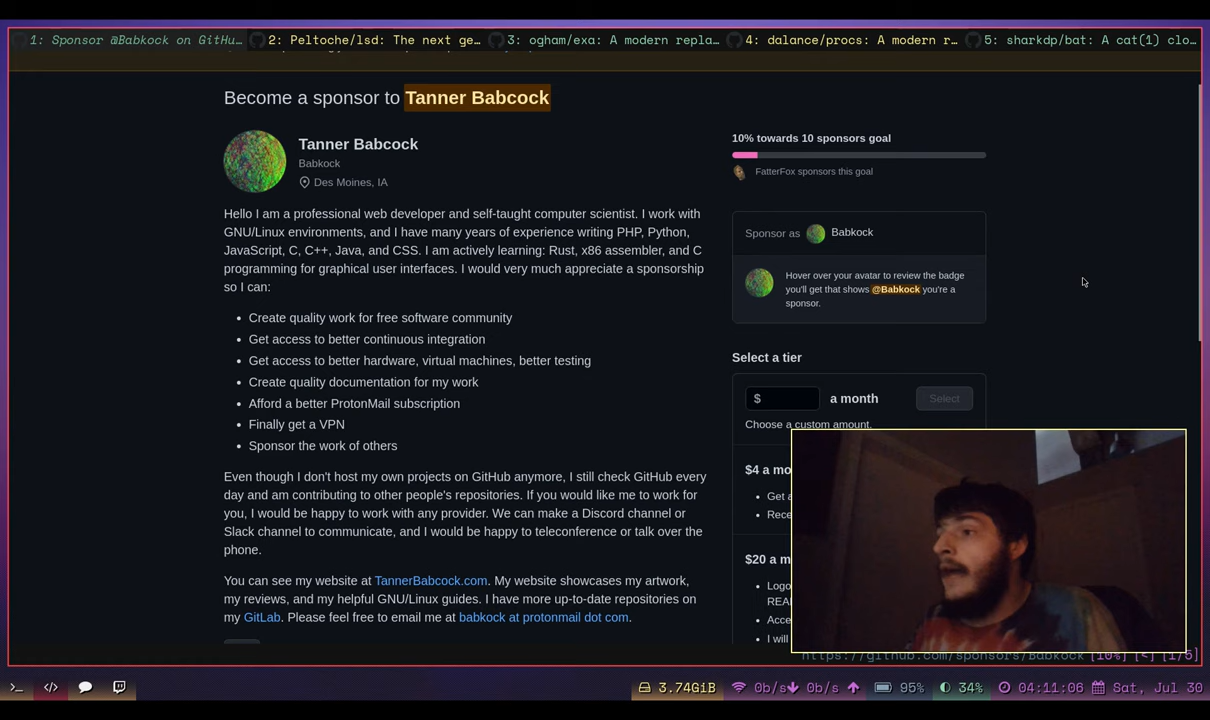 1: Sponsor @Babkock on GitHu… 2: Peltoche/lsd: The next ge… 3: ogham/exa: A modern repla… 4: dalance/procs: A modern r… 5: sharkdp/bat: A cat(1) clo…
Become a sponsor to Tanner Babcock
Tanner Babcock
Babkock
Des Moines, IA
Hello I am a professional web developer and self-taught computer scientist. I work with
GNU/Linux environments, and I have many years of experience writing PHP, Python,
JavaScript, C, C++, Java, and CSS. I am actively learning: Rust, x86 assembler, and C
programming for graphical user interfaces. I would very much appreciate a sponsorship
so I can:
• Create quality work for free software community
• Get access to better continuous integration
• Get access to better hardware, virtual machines, better testing
• Create quality documentation for my work
• Afford a better ProtonMail subscription
• Finally get a VPN
• Sponsor the work of others
Even though I don't host my own projects on GitHub anymore, I still check GitHub every
day and am contributing to other people's repositories. If you would like me to work for
you, I would be happy to work with any provider. We can make a Discord channel or
Slack channel to communicate, and I would be happy to teleconference or talk over the
phone.
You can see my website at TannerBabcock.com. My website showcases my artwork,
my reviews, and my helpful GNU/Linux guides. I have more up-to-date repositories on
my GitLab. Please feel free to email me at babkock at protonmail dot com.
10% towards 10 sponsors goal
FatterFox sponsors this goal
Sponsor as Babkock
Hover over your avatar to review the badge
you'll get that shows @Babkock you're a
sponsor.
Select a tier
$ a month Select
Choose a custom amount.
$4 a mo
• Get a
• Rece
$20 a m
• Logo
REA
• Acce
• I will
https://github.com/sponsors/Babkock [10%] [<] [1/5]
3.74GiB 0b/s 0b/s 95% 34% 04:11:06 Sat, Jul 30